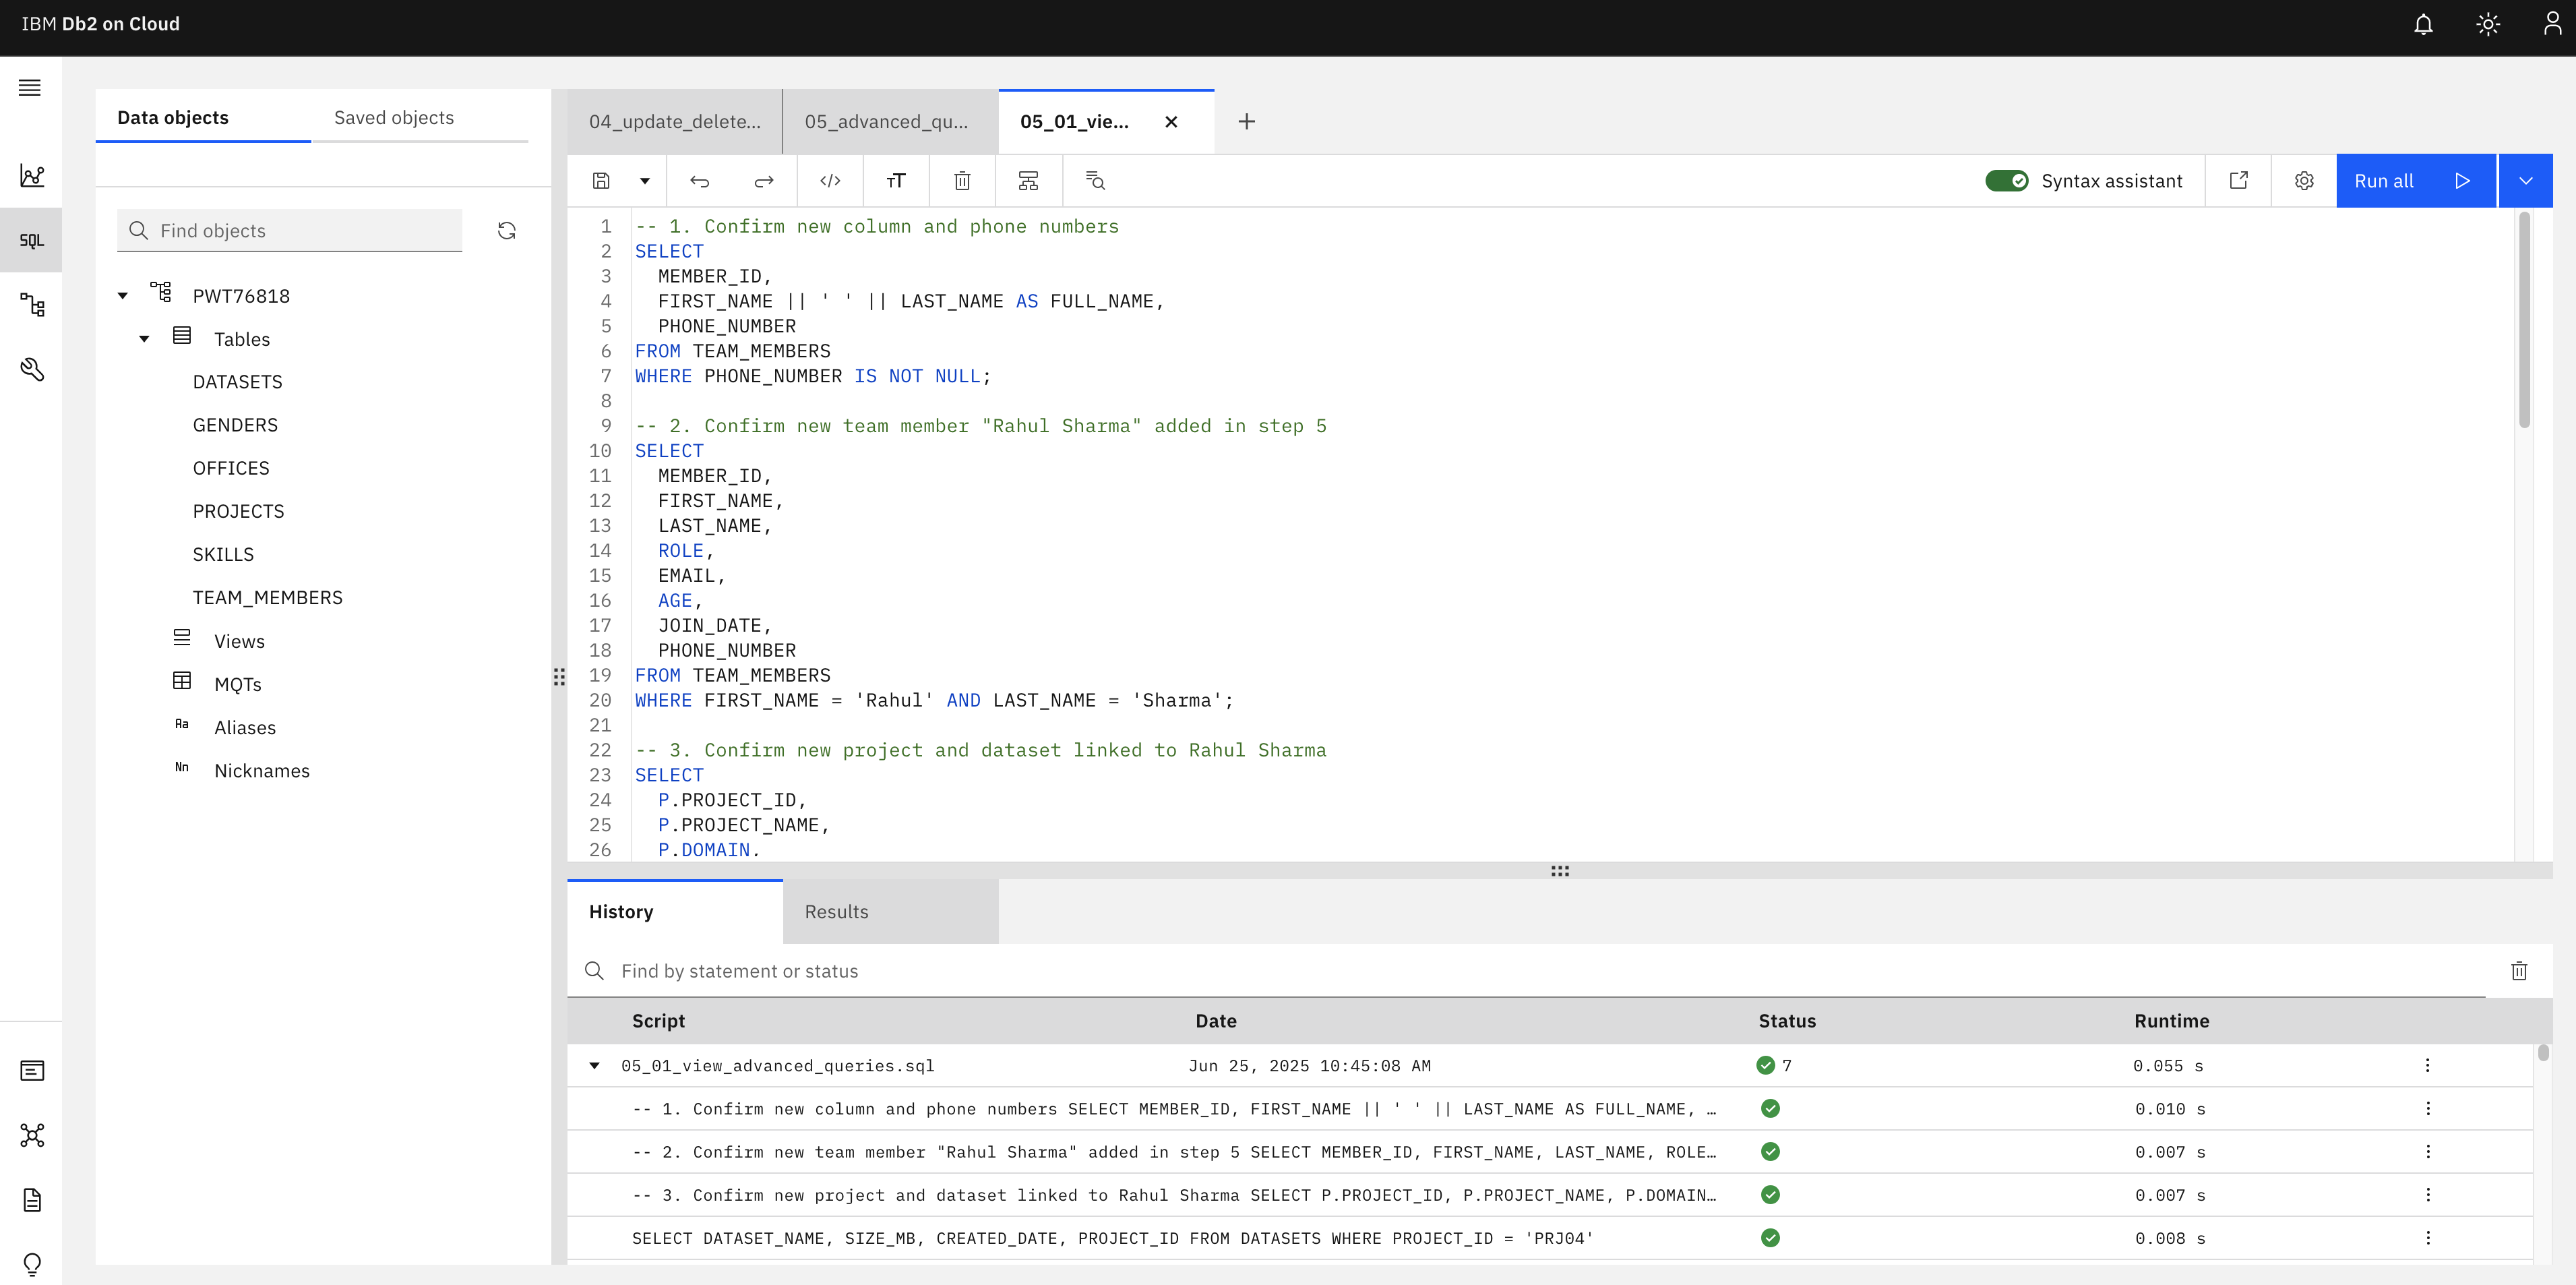 IBM Db2 on Cloud
Data objects
Saved objects
SQL
Find objects
PWT76818
Tables
DATASETS
GENDERS
OFFICES
PROJECTS
SKILLS
TEAM_MEMBERS
Views
MQTs
Aa
Aliases
Nn
Nicknames
04_update_delete...
05_advanced_qu...
05_01_vie...
Syntax assistant
Run all
1 -- 1. Confirm new column and phone numbers
2 SELECT
3 MEMBER_ID,
4 FIRST_NAME || ' ' || LAST_NAME AS FULL_NAME,
5 PHONE_NUMBER
6 FROM TEAM_MEMBERS
7 WHERE PHONE_NUMBER IS NOT NULL;
8
9 -- 2. Confirm new team member "Rahul Sharma" added in step 5
10 SELECT
11 MEMBER_ID,
12 FIRST_NAME,
13 LAST_NAME,
14 ROLE,
15 EMAIL,
16 AGE,
17 JOIN_DATE,
18 PHONE_NUMBER
19 FROM TEAM_MEMBERS
20 WHERE FIRST_NAME = 'Rahul' AND LAST_NAME = 'Sharma';
21
22 -- 3. Confirm new project and dataset linked to Rahul Sharma
23 SELECT
24 P.PROJECT_ID,
25 P.PROJECT_NAME,
26 P.DOMAIN,
History
Results
Find by statement or status
Script Date Status Runtime
05_01_view_advanced_queries.sql Jun 25, 2025 10:45:08 AM 7 0.055 s
-- 1. Confirm new column and phone numbers SELECT MEMBER_ID, FIRST_NAME || ' ' || LAST_NAME AS FULL_NAME, … 0.010 s
-- 2. Confirm new team member "Rahul Sharma" added in step 5 SELECT MEMBER_ID, FIRST_NAME, LAST_NAME, ROLE… 0.007 s
-- 3. Confirm new project and dataset linked to Rahul Sharma SELECT P.PROJECT_ID, P.PROJECT_NAME, P.DOMAIN… 0.007 s
SELECT DATASET_NAME, SIZE_MB, CREATED_DATE, PROJECT_ID FROM DATASETS WHERE PROJECT_ID = 'PRJ04' 0.008 s